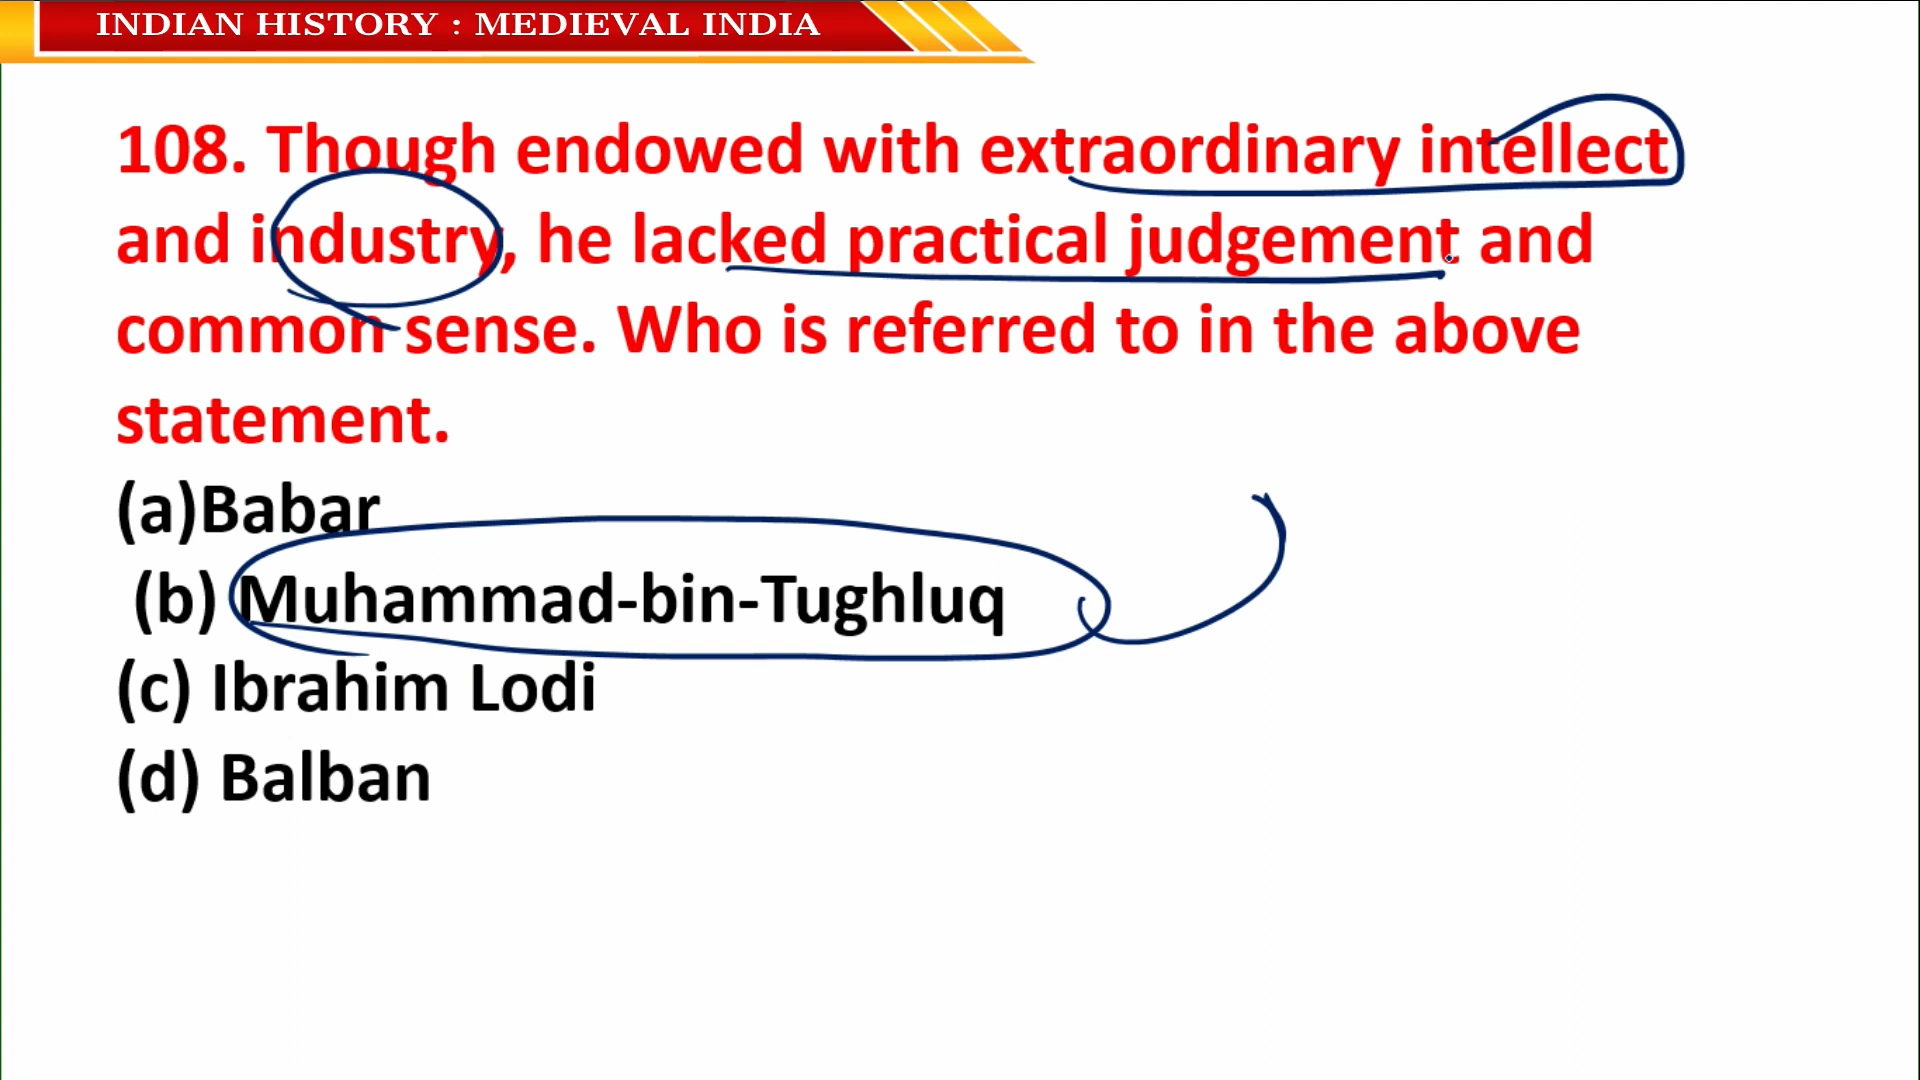 INDIAN HISTORY : MEDIEVAL INDIA
108. Though endowed with extraordinary intellect
and industry, he lacked practical judgement and
common sense. Who is referred to in the above
statement.
(a)Babar
(b) Muhammad-bin-Tughluq
(c) Ibrahim Lodi
(d) Balban